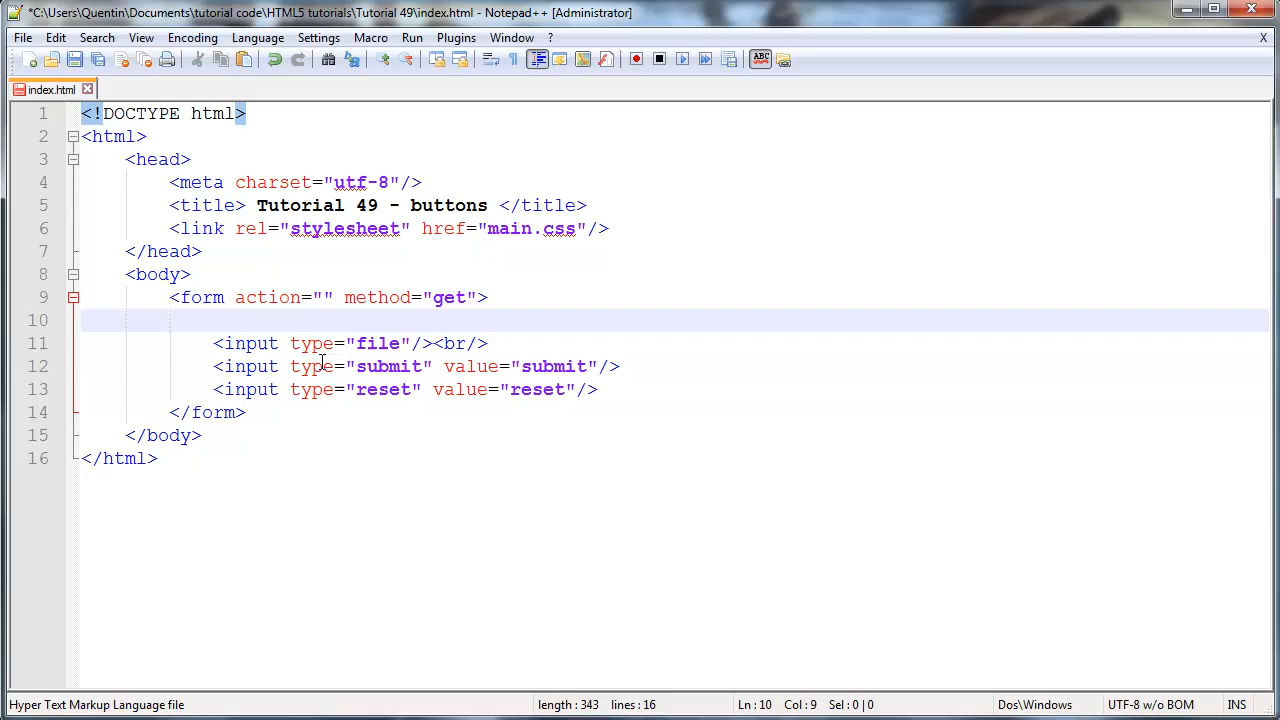 *C:\Users\Quentin\Documents\tutorial code\HTML5 tutorials\Tutorial 49\index.html - Notepad++ [Administrator]
File Edit Search View Encoding Language Settings Macro Run Plugins Window ? X
ABC
index.html
1 <!DOCTYPE html>
2 <html>
3 <head>
4 <meta charset="utf-8"/>
5 <title> Tutorial 49 - buttons </title>
6 <link rel="stylesheet" href="main.css"/>
7 </head>
8 <body>
9 <form action="" method="get">
10
11 <input type="file"/><br/>
12 <input type="submit" value="submit"/>
13 <input type="reset" value="reset"/>
14 </form>
15 </body>
16 </html>
Hyper Text Markup Language file length : 343 lines : 16 Ln : 10 Col : 9 Sel : 0 | 0 Dos\Windows UTF-8 w/o BOM INS